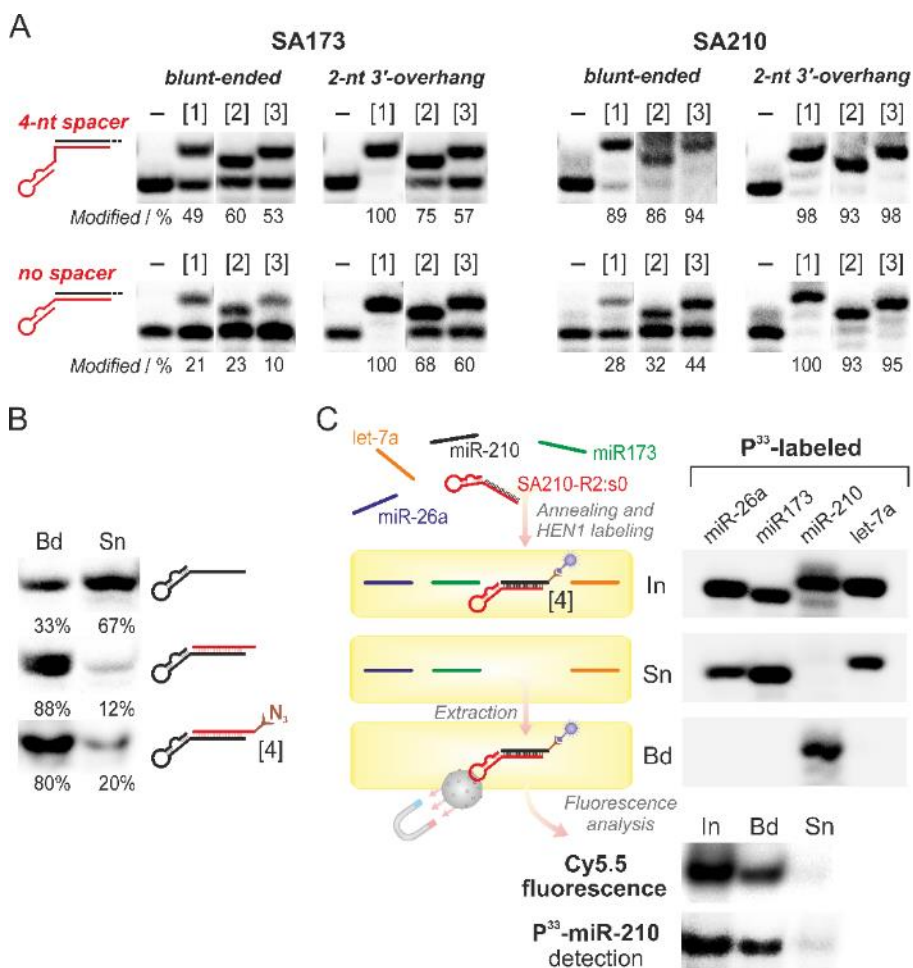 A
SA173 SA210
blunt-ended 2-nt 3′-overhang blunt-ended 2-nt 3′-overhang
– [1] [2] [3] – [1] [2] [3] – [1] [2] [3] – [1] [2] [3]
4-nt spacer
Modified / % 49 60 53 100 75 57 89 86 94 98 93 98
– [1] [2] [3] – [1] [2] [3] – [1] [2] [3] – [1] [2] [3]
no spacer
Modified / % 21 23 10 100 68 60 28 32 44 100 93 95
B
Bd Sn
33% 67%
88% 12%
N3
[4]
80% 20%
C
let-7a
miR-210
miR173
SA210-R2:s0
miR-26a
Annealing and
HEN1 labeling
[4]
In
Sn
Extraction
Bd
Fluorescence
analysis
P33-labeled
miR-26a miR173 miR-210 let-7a
In Bd Sn
Cy5.5
fluorescence
P33-miR-210
detection